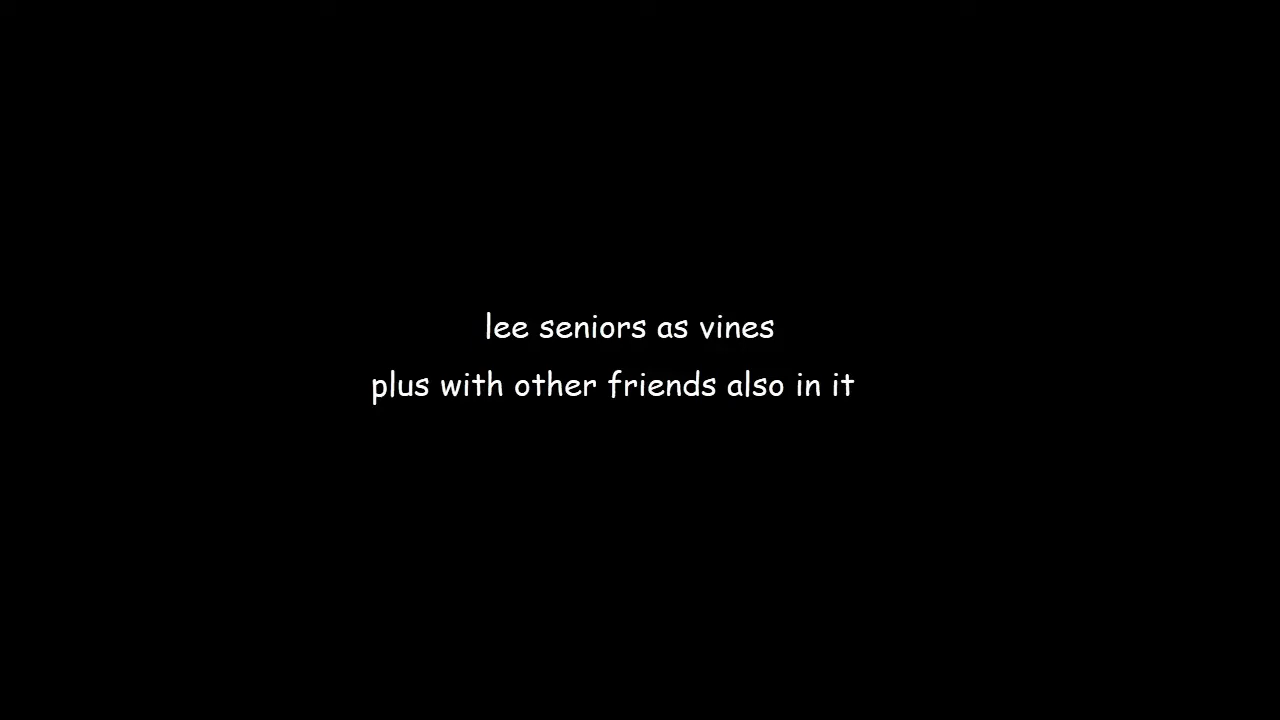 lee seniors as vines
plus with other friends also in it